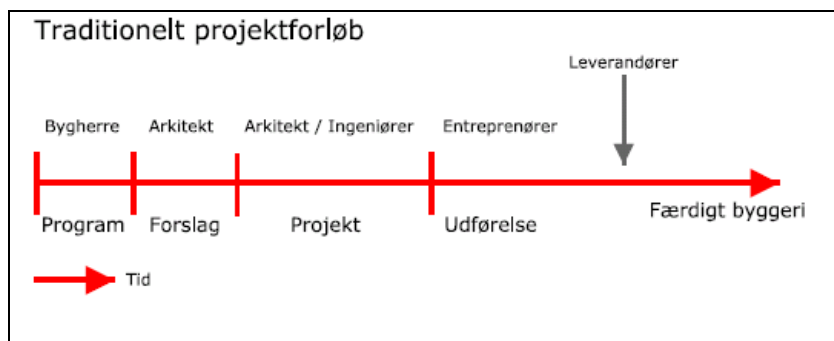 Traditionelt projektforløb
Leverandører
Bygherre Arkitekt Arkitekt / Ingeniører Entreprenører
Program Forslag Projekt Udførelse Færdigt byggeri
Tid